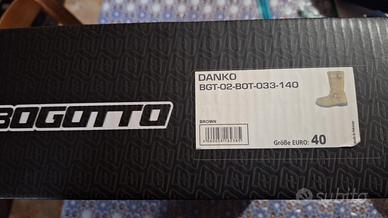 DANKO
BGT-02-BOT-033-140
BOGOTTO
BROWN
Größe EURO: 40
subito